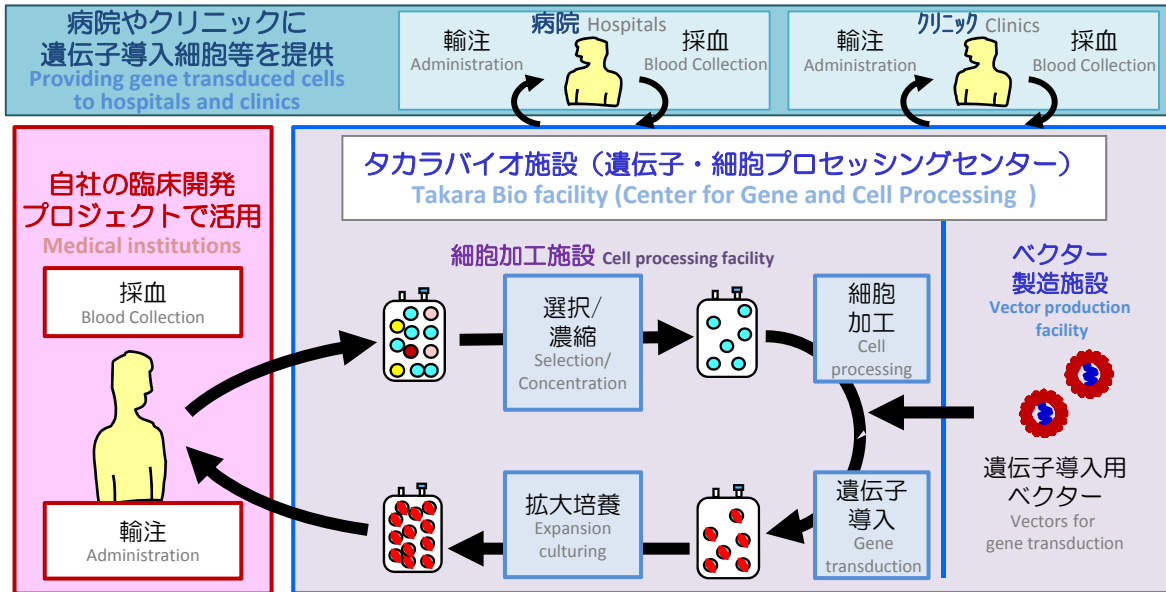 病院やクリニックに
遺伝子導入細胞等を提供
Providing gene transduced cells
to hospitals and clinics
病院 Hospitals
輸注
Administration
採血
Blood Collection
クリニック Clinics
輸注
Administration
採血
Blood Collection
自社の臨床開発
プロジェクトで活用
Medical institutions
採血
Blood Collection
輸注
Administration
タカラバイオ施設（遺伝子・細胞プロセッシングセンター）
Takara Bio facility (Center for Gene and Cell Processing )
細胞加工施設 Cell processing facility
選択/
濃縮
Selection/
Concentration
細胞
加工
Cell
processing
拡大培養
Expansion
culturing
遺伝子
導入
Gene
transduction
ベクター
製造施設
Vector production
facility
遺伝子導入用
ベクター
Vectors for
gene transduction